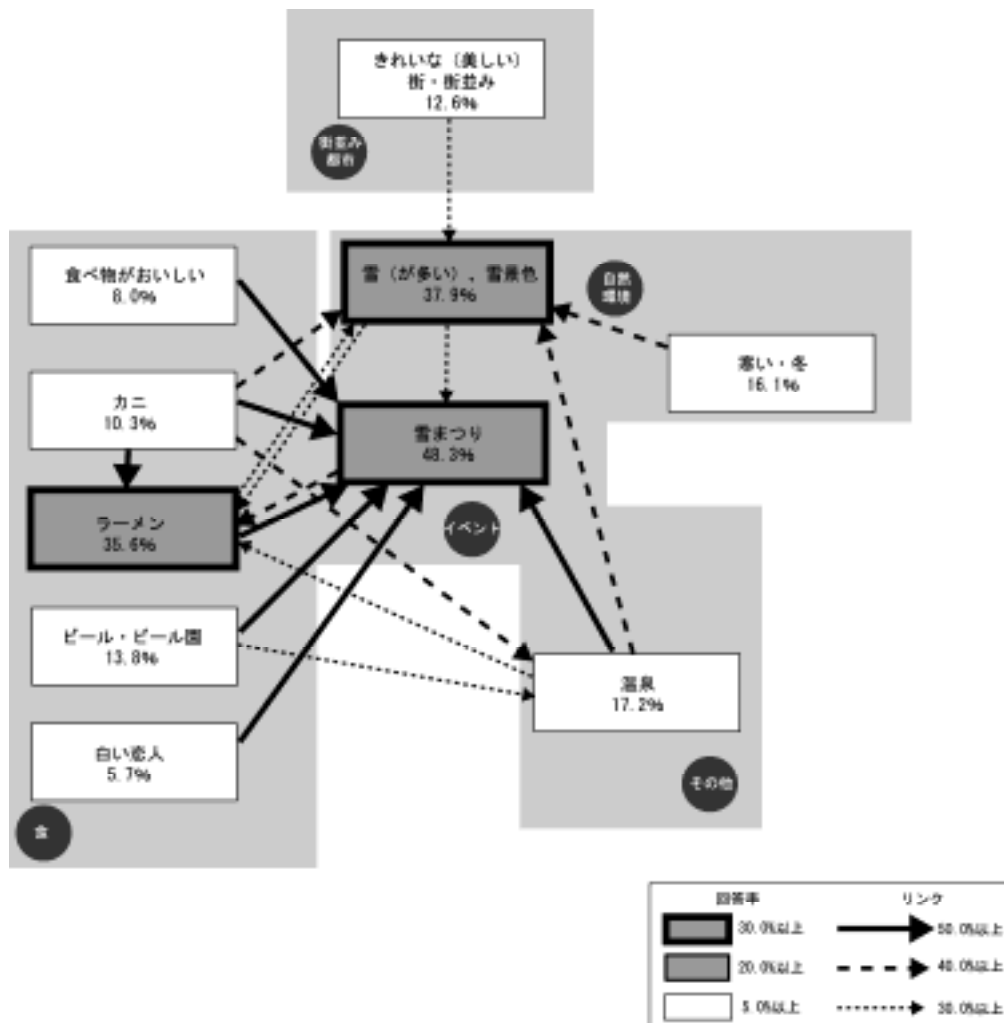 きれいな（美しい）
街・街並み
12.6%
街並み
都市
食べ物がおいしい
8.0%
雪（が多い）、雪景色
37.9%
自然
環境
寒い・冬
16.1%
カニ
10.3%
雪まつり
48.3%
ラーメン
35.6%
イベント
ビール・ビール園
13.8%
温泉
17.2%
白い恋人
5.7%
その他
食
回答率
リンク
30.0%以上
50.0%以上
20.0%以上
40.0%以上
5.0%以上
30.0%以上